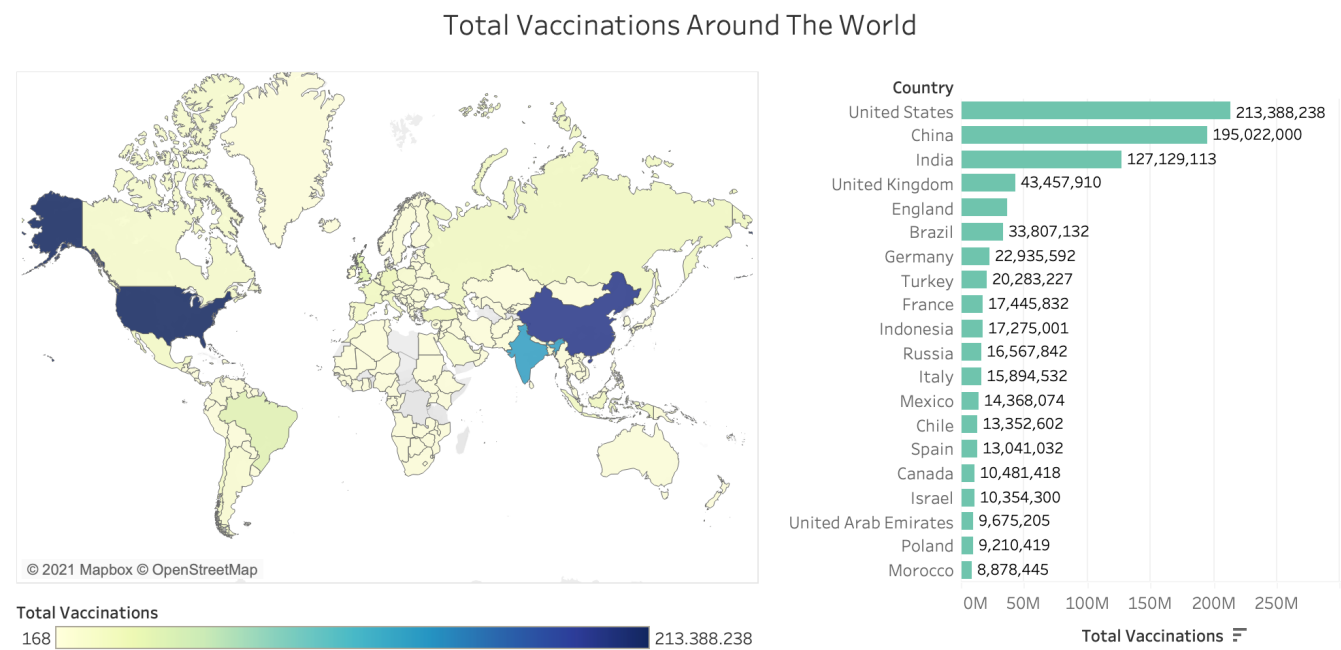 Total Vaccinations Around The World
© 2021 Mapbox © OpenStreetMap
Total Vaccinations
168
213.388.238
Country
United States 213,388,238
China 195,022,000
India 127,129,113
United Kingdom 43,457,910
England
Brazil 33,807,132
Germany 22,935,592
Turkey 20,283,227
France 17,445,832
Indonesia 17,275,001
Russia 16,567,842
Italy 15,894,532
Mexico 14,368,074
Chile 13,352,602
Spain 13,041,032
Canada 10,481,418
Israel 10,354,300
United Arab Emirates 9,675,205
Poland 9,210,419
Morocco 8,878,445
0M 50M 100M 150M 200M 250M
Total Vaccinations